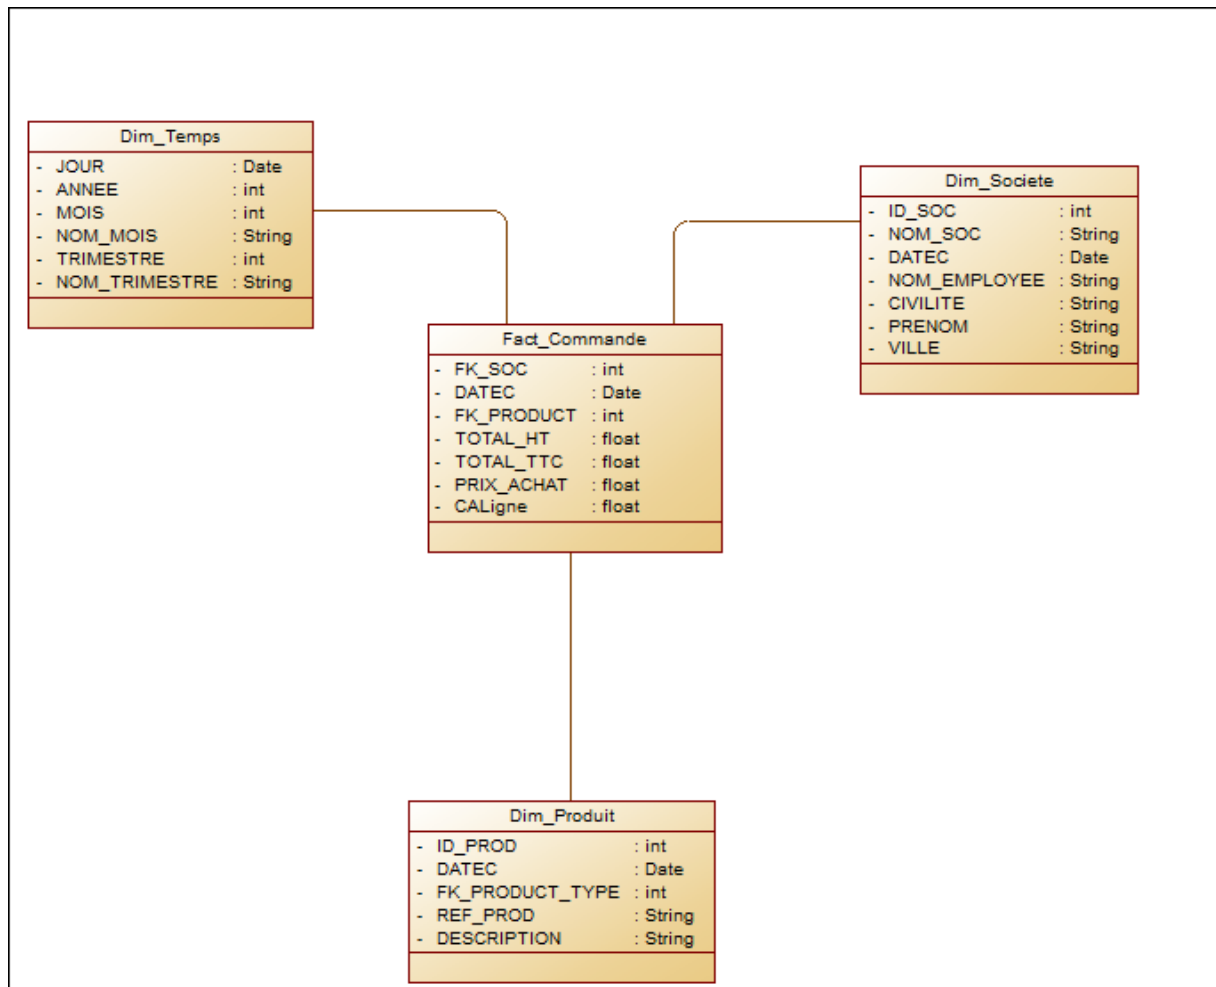 Dim_Temps
- JOUR : Date
- ANNEE : int
- MOIS : int
- NOM_MOIS : String
- TRIMESTRE : int
- NOM_TRIMESTRE : String
Dim_Societe
- ID_SOC : int
- NOM_SOC : String
- DATEC : Date
- NOM_EMPLOYEE : String
- CIVILITE : String
- PRENOM : String
- VILLE : String
Fact_Commande
- FK_SOC : int
- DATEC : Date
- FK_PRODUCT : int
- TOTAL_HT : float
- TOTAL_TTC : float
- PRIX_ACHAT : float
- CALigne : float
Dim_Produit
- ID_PROD : int
- DATEC : Date
- FK_PRODUCT_TYPE : int
- REF_PROD : String
- DESCRIPTION : String